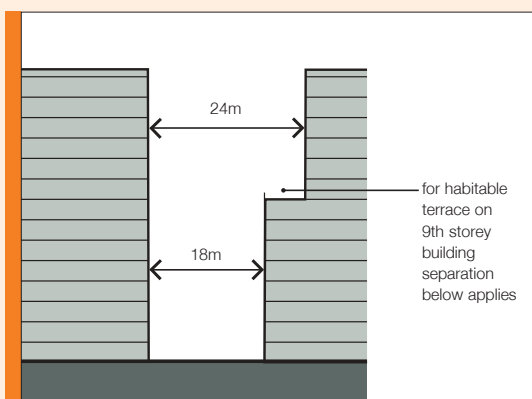 24m
for habitable
terrace on
9th storey
building
separation
below applies
18m